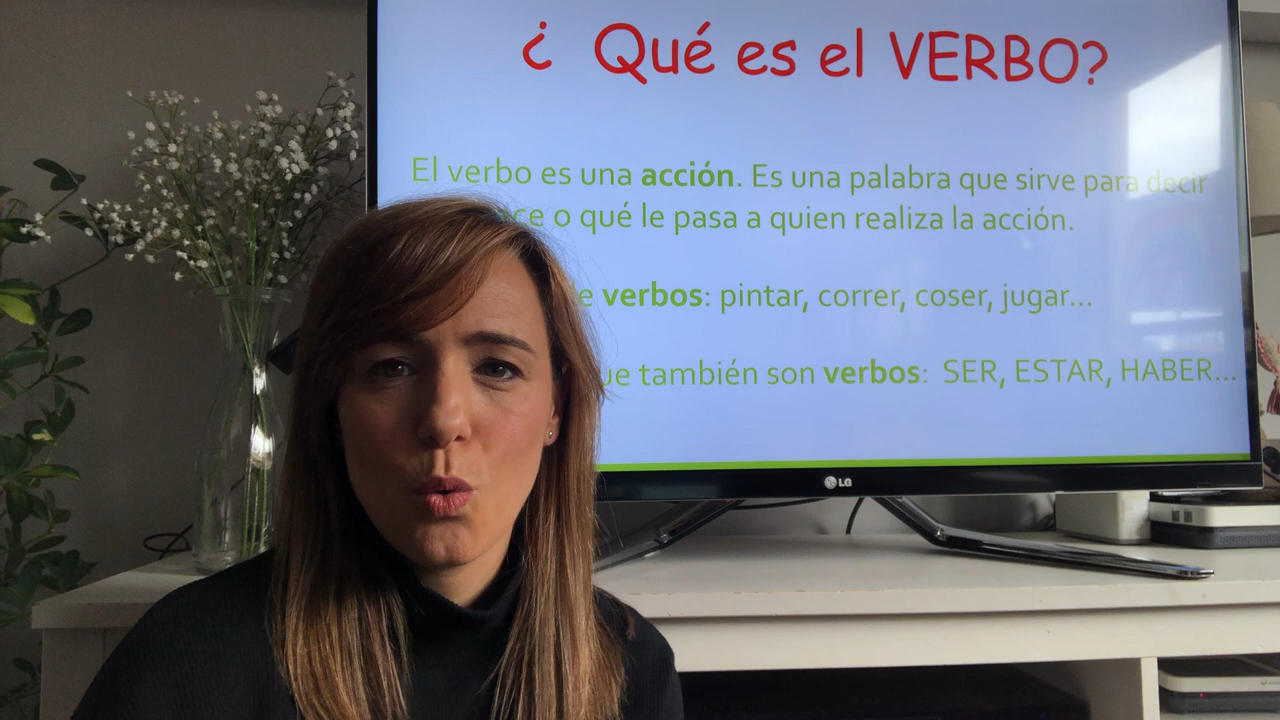 ¿ Qué es el VERBO?
El verbo es una acción. Es una palabra que sirve para decir
o qué le pasa a quien realiza la acción.
verbos: pintar, correr, coser, jugar...
también son verbos: SER, ESTAR, HABER...
LG